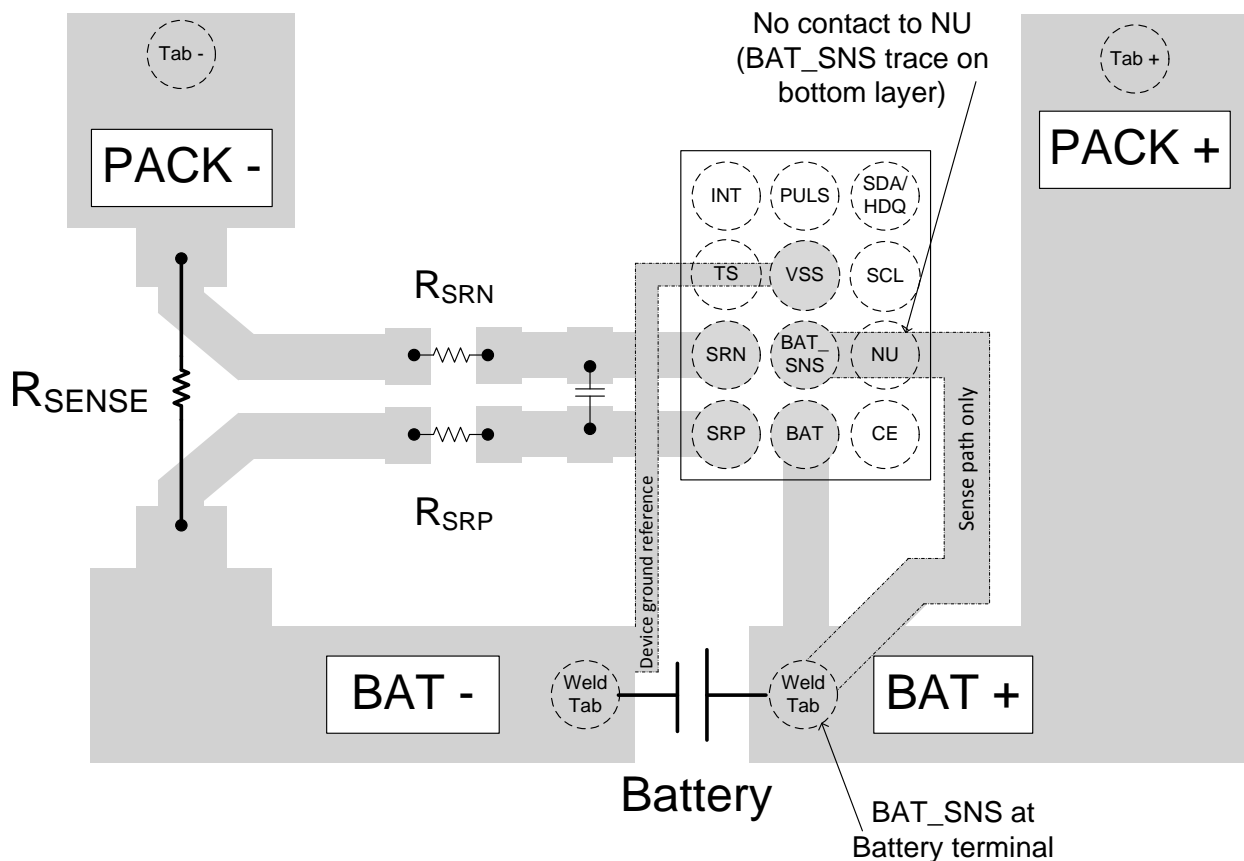 No contact to NU
(BAT_SNS trace on
bottom layer)
Tab -
Tab +
PACK -
PACK +
INT
PULS
SDA/
HDQ
TS
VSS
SCL
RSRN
SRN
BAT_
SNS
NU
RSENSE
SRP
BAT
CE
RSRP
Device ground reference
Sense path only
BAT -
Weld
Tab
Weld
Tab
BAT +
Battery
BAT_SNS at
Battery terminal